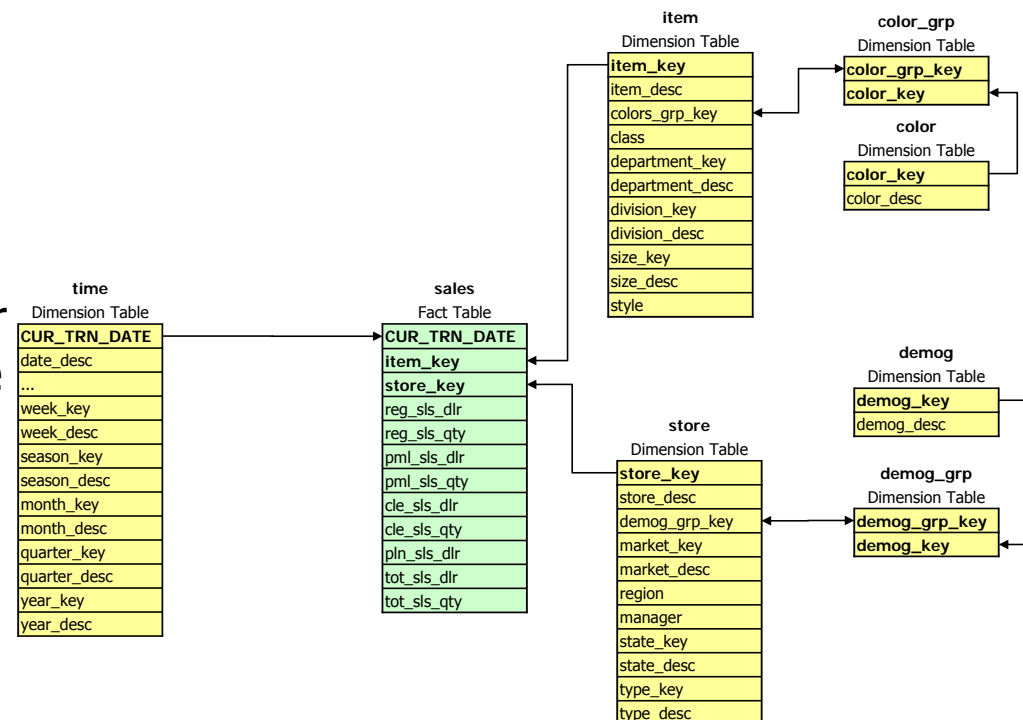 time
Dimension Table
CUR_TRN_DATE
date_desc
...
week_key
week_desc
season_key
season_desc
month_key
month_desc
quarter_key
quarter_desc
year_key
year_desc
sales
Fact Table
CUR_TRN_DATE
item_key
store_key
reg_sls_dlr
reg_sls_qty
pml_sls_dlr
pml_sls_qty
cle_sls_dlr
cle_sls_qty
pln_sls_dlr
tot_sls_dlr
tot_sls_qty
item
Dimension Table
item_key
item_desc
colors_grp_key
class
department_key
department_desc
division_key
division_desc
size_key
size_desc
style
color_grp
Dimension Table
color_grp_key
color_key
color
Dimension Table
color_key
color_desc
store
Dimension Table
store_key
store_desc
demog_grp_key
market_key
market_desc
region
manager
state_key
state_desc
type_key
type_desc
demog
Dimension Table
demog_key
demog_desc
demog_grp
Dimension Table
demog_grp_key
demog_key